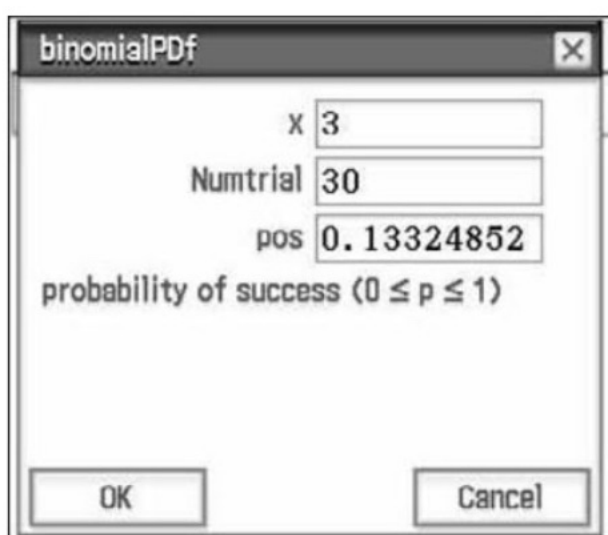 binomialPDf
x 3
Numtrial 30
pos 0.13324852
probability of success (0 ≤ p ≤ 1)
OK Cancel